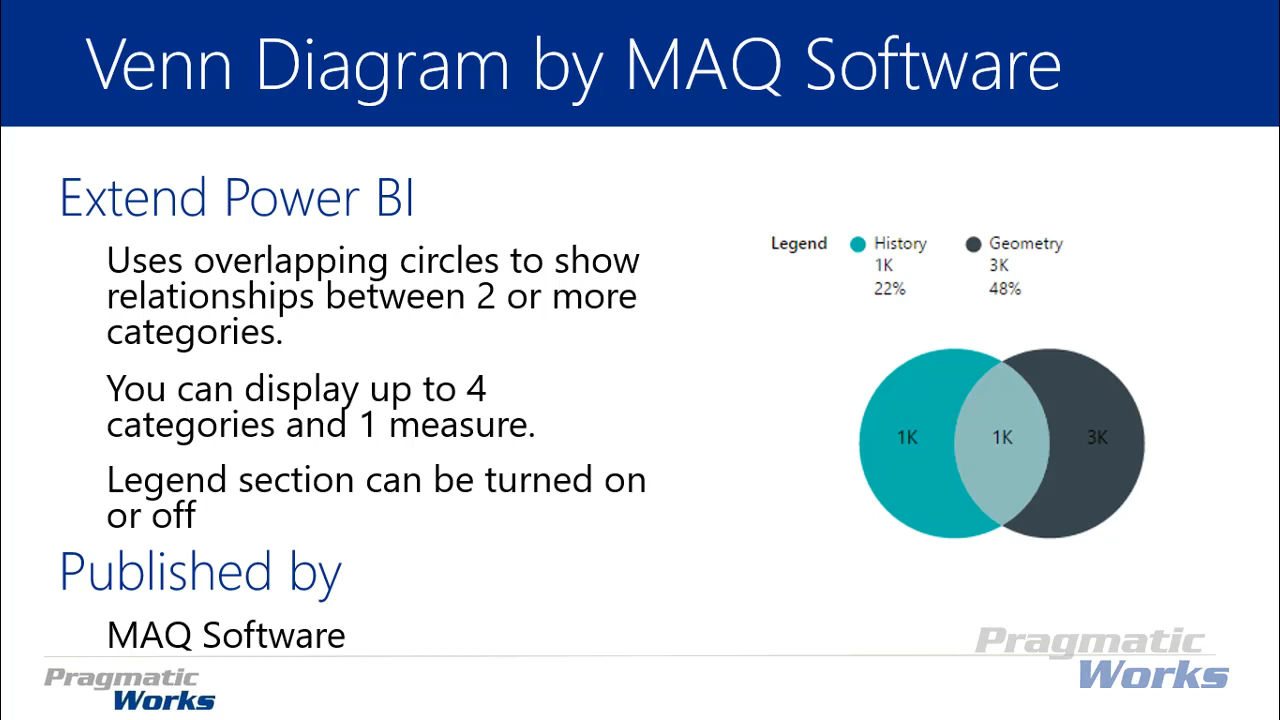 Venn Diagram by MAQ Software
Extend Power BI
Uses overlapping circles to show
relationships between 2 or more
categories.
You can display up to 4
categories and 1 measure.
Legend section can be turned on
or off
Published by
MAQ Software
Legend History Geometry
1K 3K
22% 48%
1K 1K 3K
Pragmatic
Works
Pragmatic
Works